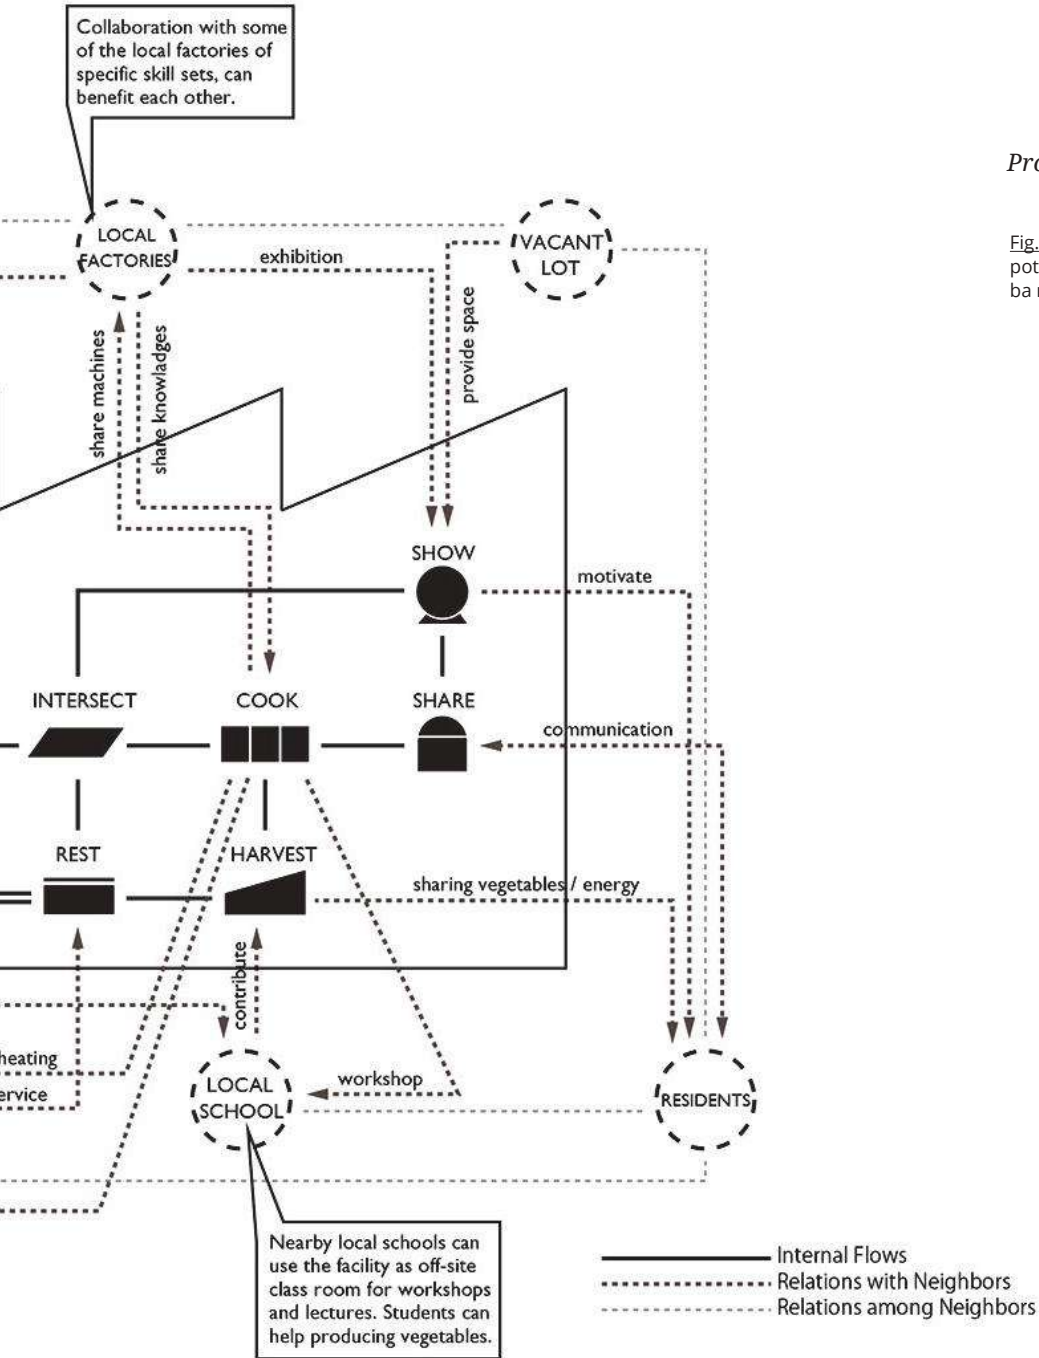 Collaboration with some
of the local factories of
specific skill sets, can
benefit each other.
LOCAL
FACTORIES
VACANT
LOT
exhibition
provide space
share machines
share knowladges
SHOW
motivate
INTERSECT
COOK
SHARE
communication
REST
HARVEST
sharing vegetables / energy
contribute
heating
ervice
LOCAL
SCHOOL
workshop
RESIDENTS
Nearby local schools can
use the facility as off-site
class room for workshops
and lectures. Students can
help producing vegetables.
Internal Flows
Relations with Neighbors
Relations among Neighbors
Pro
Fig.
pot
ba